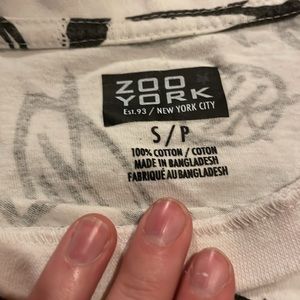 ZOO
YORK
EST.93 / NEW YORK CITY
S/P
100% COTTON / COTON
MADE IN BANGLADESH
FABRIQUÉ AU BANGLADESH